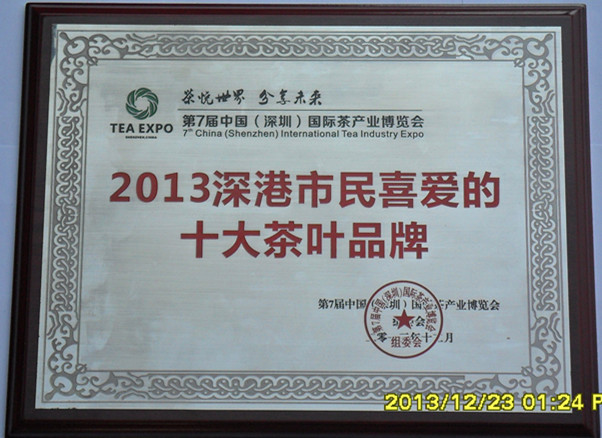 茶悦世界 分享未来
TEA EXPO
SHENZHEN,CHINA
第7届中国（深圳）国际茶产业博览会
7th China (Shenzhen) International Tea Industry Expo
2013深港市民喜爱的
十大茶叶品牌
第7届中国（深圳）国际茶产业博览会
组委会
2013/12/23 01:24 P